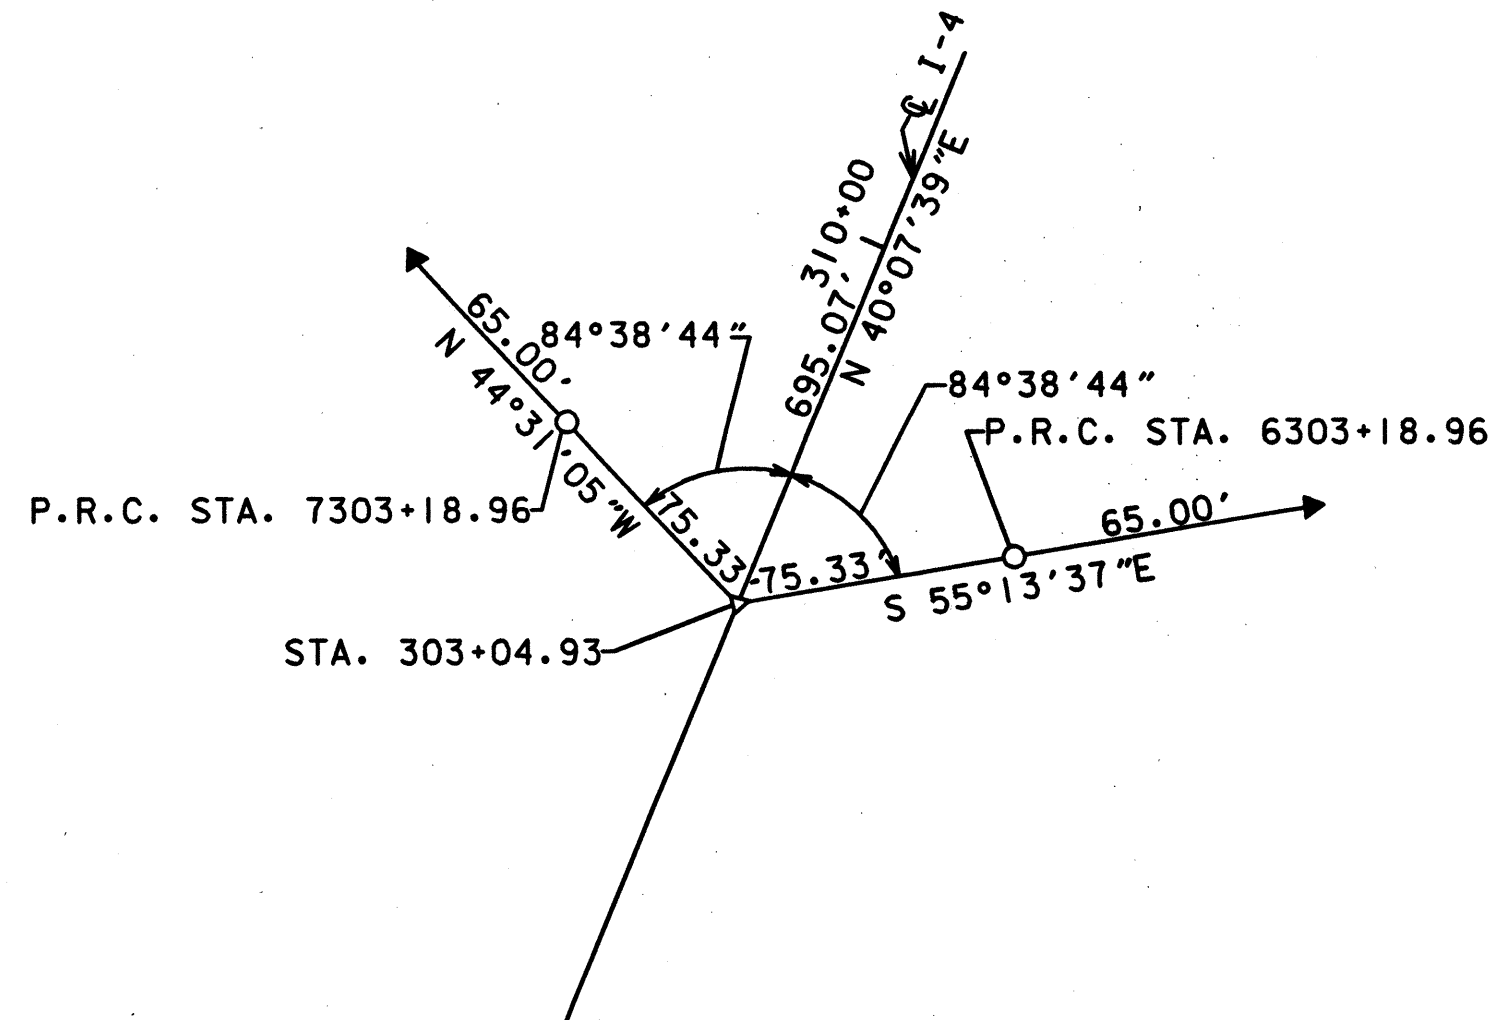 ℄ I-4
310+00
N 40°07'39"E
695.07'
65.00'
84°38'44"
N 44°31'05"W
84°38'44"
P.R.C. STA. 6303+18.96
P.R.C. STA. 7303+18.96
75.33'
75.33'
65.00'
S 55°13'37"E
STA. 303+04.93